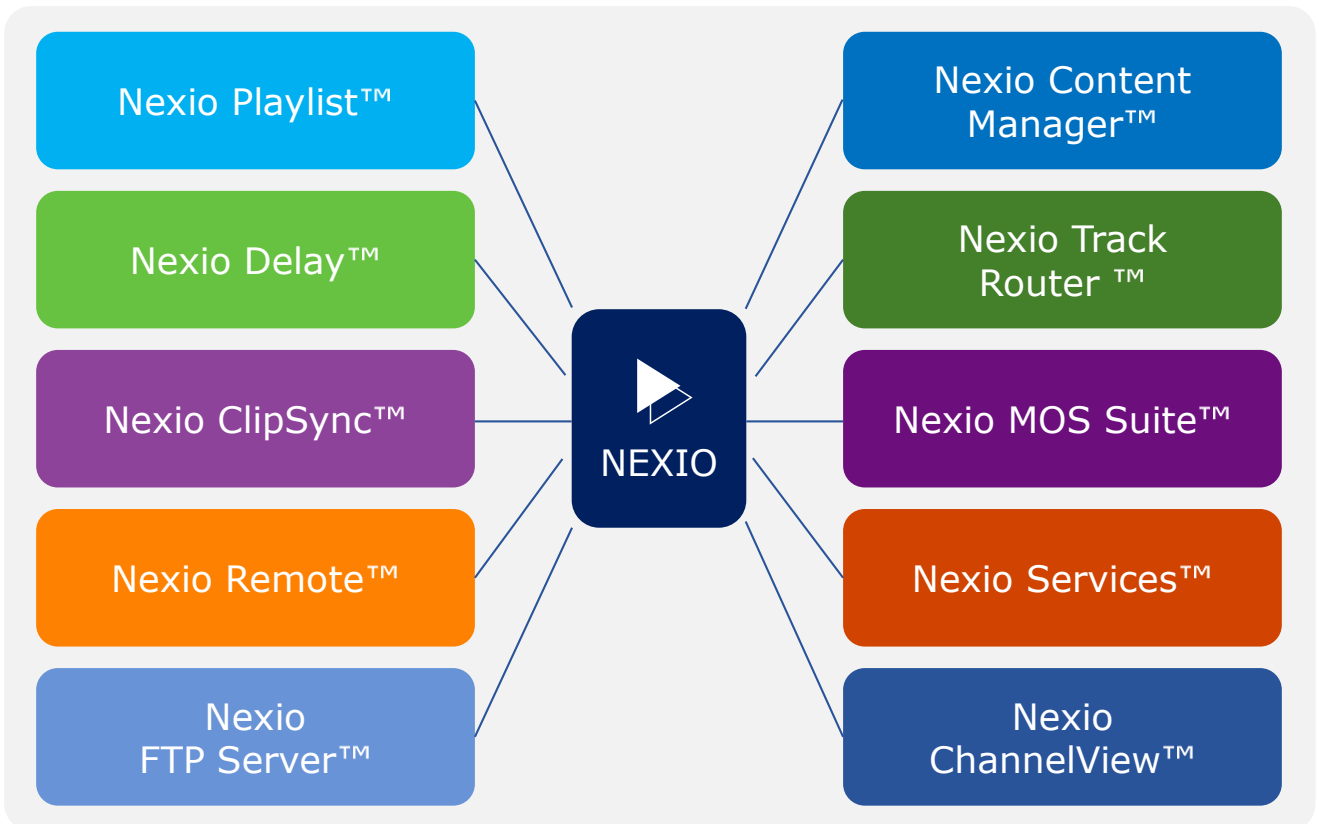 Nexio Playlist™
Nexio Delay™
Nexio ClipSync™
Nexio Remote™
Nexio
FTP Server™
NEXIO
Nexio Content
Manager™
Nexio Track
Router ™
Nexio MOS Suite™
Nexio Services™
Nexio
ChannelView™